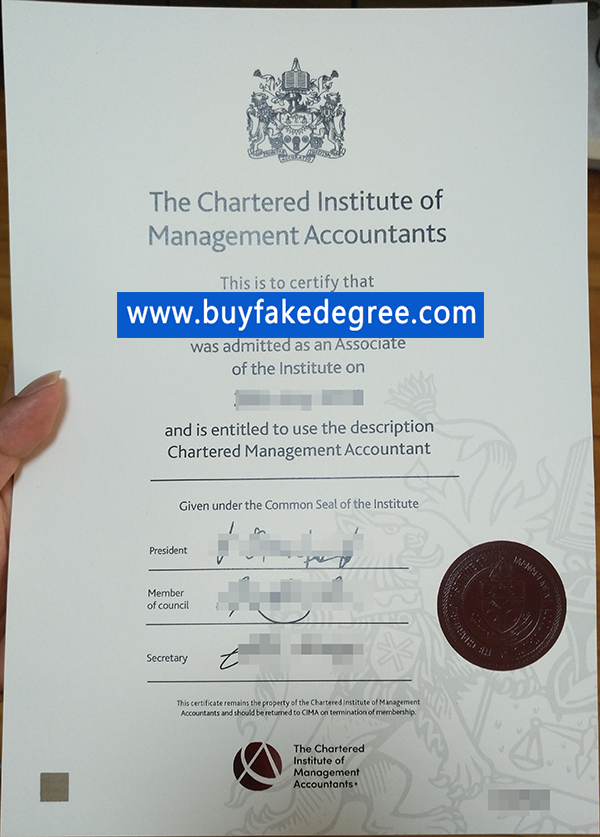 The Chartered Institute of
Management Accountants
This is to certify that
www.buyfakedegree.com
was admitted as an Associate
of the Institute on
and is entitled to use the description
Chartered Management Accountant
Given under the Common Seal of the Institute
President
Member
of council
Secretary
This certificate remains the property of the Chartered Institute of Management
Accountants and should be returned to CIMA on termination of membership.
The Chartered
Institute of
Management
Accountants